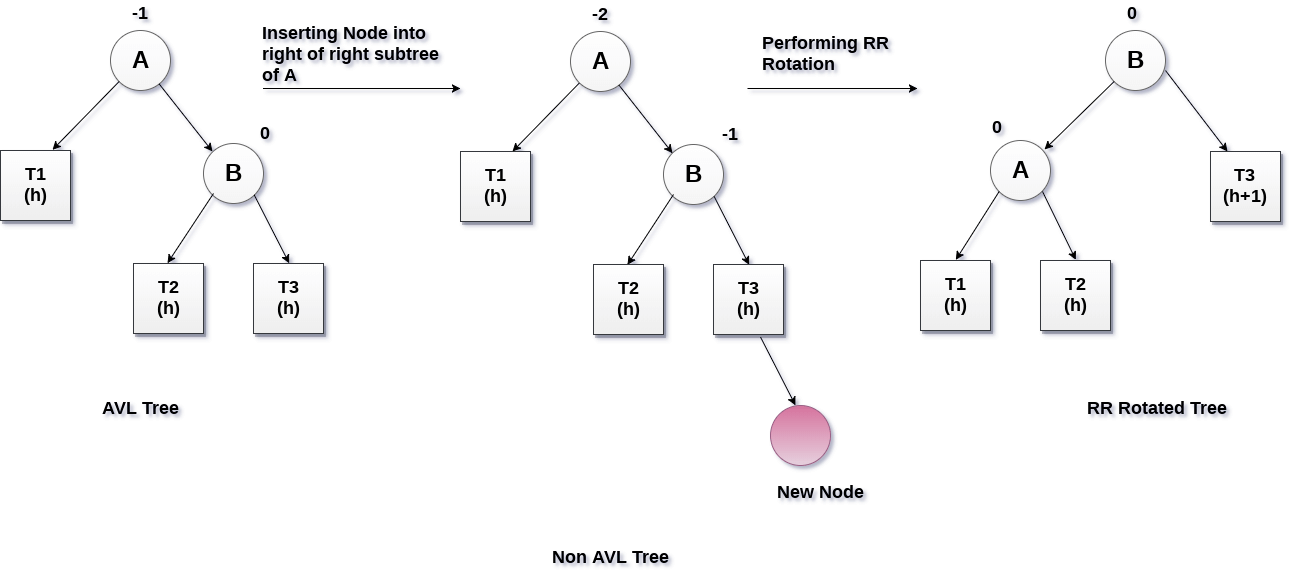 -1
A
T1
(h)
0
B
T2
(h)
T3
(h)
AVL Tree
Inserting Node into
right of right subtree
of A
-2
A
T1
(h)
-1
B
T2
(h)
T3
(h)
New Node
Non AVL Tree
Performing RR
Rotation
0
B
0
A
T3
(h+1)
T1
(h)
T2
(h)
RR Rotated Tree